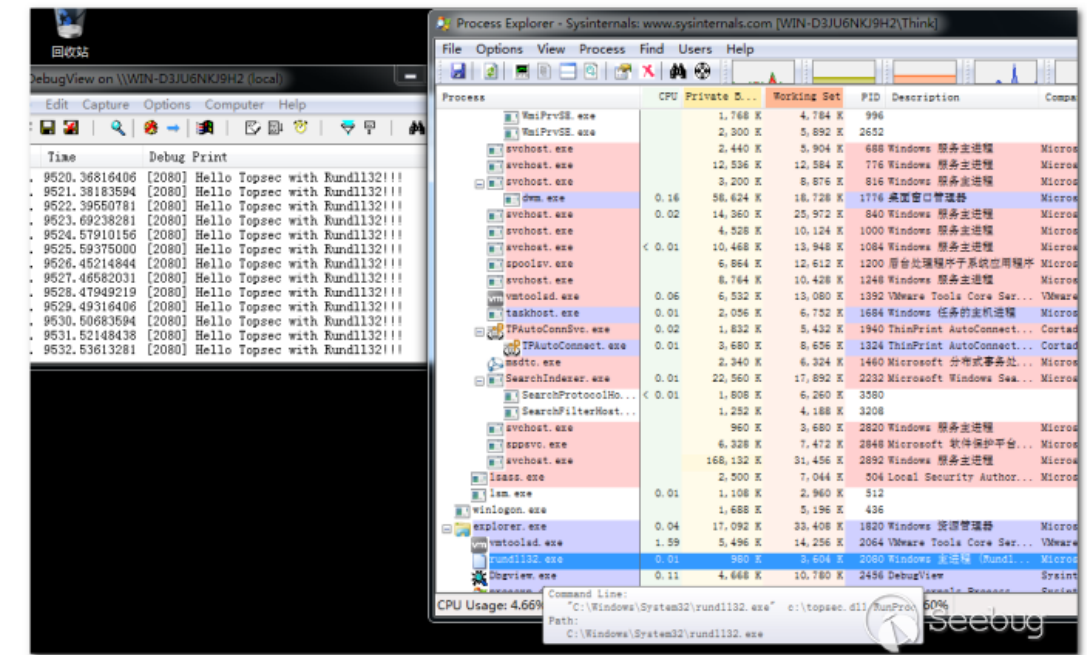 回收站
DebugView on \\WIN-D3JU6NKJ9H2 (local)
Edit Capture Options Computer Help
Time Debug Print
9520.36816406 [2080] Hello Topsec with Rundll32!!!
9521.38183594 [2080] Hello Topsec with Rundll32!!!
9522.39550781 [2080] Hello Topsec with Rundll32!!!
9523.69238281 [2080] Hello Topsec with Rundll32!!!
9524.57910156 [2080] Hello Topsec with Rundll32!!!
9525.59375000 [2080] Hello Topsec with Rundll32!!!
9526.45214844 [2080] Hello Topsec with Rundll32!!!
9527.46582031 [2080] Hello Topsec with Rundll32!!!
9528.47949219 [2080] Hello Topsec with Rundll32!!!
9529.49316406 [2080] Hello Topsec with Rundll32!!!
9530.50683594 [2080] Hello Topsec with Rundll32!!!
9531.52148438 [2080] Hello Topsec with Rundll32!!!
9532.53613281 [2080] Hello Topsec with Rundll32!!!
Process Explorer - Sysinternals: www.sysinternals.com [WIN-D3JU6NKJ9H2\Think]
File Options View Process Find Users Help
Process CPU Private B... Working Set PID Description Compa
WmiPrvSE.exe 1,768 K 4,784 K 996
WmiPrvSE.exe 2,300 K 5,892 K 2652
svchost.exe 2,440 K 5,904 K 688 Windows 服务主进程 Micros
svchost.exe 12,536 K 12,584 K 776 Windows 服务主进程 Micros
svchost.exe 3,200 K 8,876 K 816 Windows 服务主进程 Micros
dwm.exe 0.16 58,624 K 18,728 K 1776 桌面窗口管理器 Micros
svchost.exe 0.02 14,360 K 25,972 K 840 Windows 服务主进程 Micros
svchost.exe 4,528 K 10,124 K 1000 Windows 服务主进程 Micros
svchost.exe < 0.01 10,468 K 13,948 K 1084 Windows 服务主进程 Micros
spoolsv.exe 6,864 K 12,612 K 1200 后台处理程序子系统应用程序 Micros
svchost.exe 8,764 K 10,428 K 1248 Windows 服务主进程 Micros
vmtoolsd.exe 0.06 6,532 K 13,080 K 1392 VMware Tools Core Ser... VMware
taskhost.exe 0.01 2,056 K 6,752 K 1684 Windows 任务的主机进程 Micros
TPAutoConnSvc.exe 0.02 1,832 K 5,432 K 1940 ThinPrint AutoConnect... Cortad
TPAutoConnect.exe 0.01 3,680 K 8,656 K 1324 ThinPrint AutoConnect... Cortad
msdtc.exe 2,340 K 6,324 K 1460 Microsoft 分布式事务处... Micros
SearchIndexer.exe 0.01 22,560 K 17,892 K 2232 Microsoft Windows Sea... Micros
SearchProtocolHo... < 0.01 1,808 K 6,260 K 3580
SearchFilterHost... 1,252 K 4,188 K 3208
svchost.exe 960 K 3,680 K 2820 Windows 服务主进程 Micros
sppsvc.exe 6,328 K 7,472 K 2848 Microsoft 软件保护平台... Micros
svchost.exe 168,132 K 31,456 K 2892 Windows 服务主进程 Micros
lsass.exe 2,500 K 7,044 K 504 Local Security Author... Micros
lsm.exe 0.01 1,108 K 2,960 K 512
winlogon.exe 1,688 K 5,196 K 436
explorer.exe 0.04 17,092 K 33,408 K 1820 Windows 资源管理器 Micros
vmtoolsd.exe 1.59 5,496 K 14,256 K 2064 VMware Tools Core Ser... VMware
rundll32.exe 0.01 980 K 3,604 K 2080 Windows 主进程 (Rundl... Micros
Dbgview.exe 0.11 4,668 K 10,780 K 2456 DebugView Sysint
CPU Usage: 4.66% 60%
Command Line:
"C:\Windows\System32\rundll32.exe" c:\topsec.dll RunProc
Path:
C:\Windows\System32\rundll32.exe
Seebug